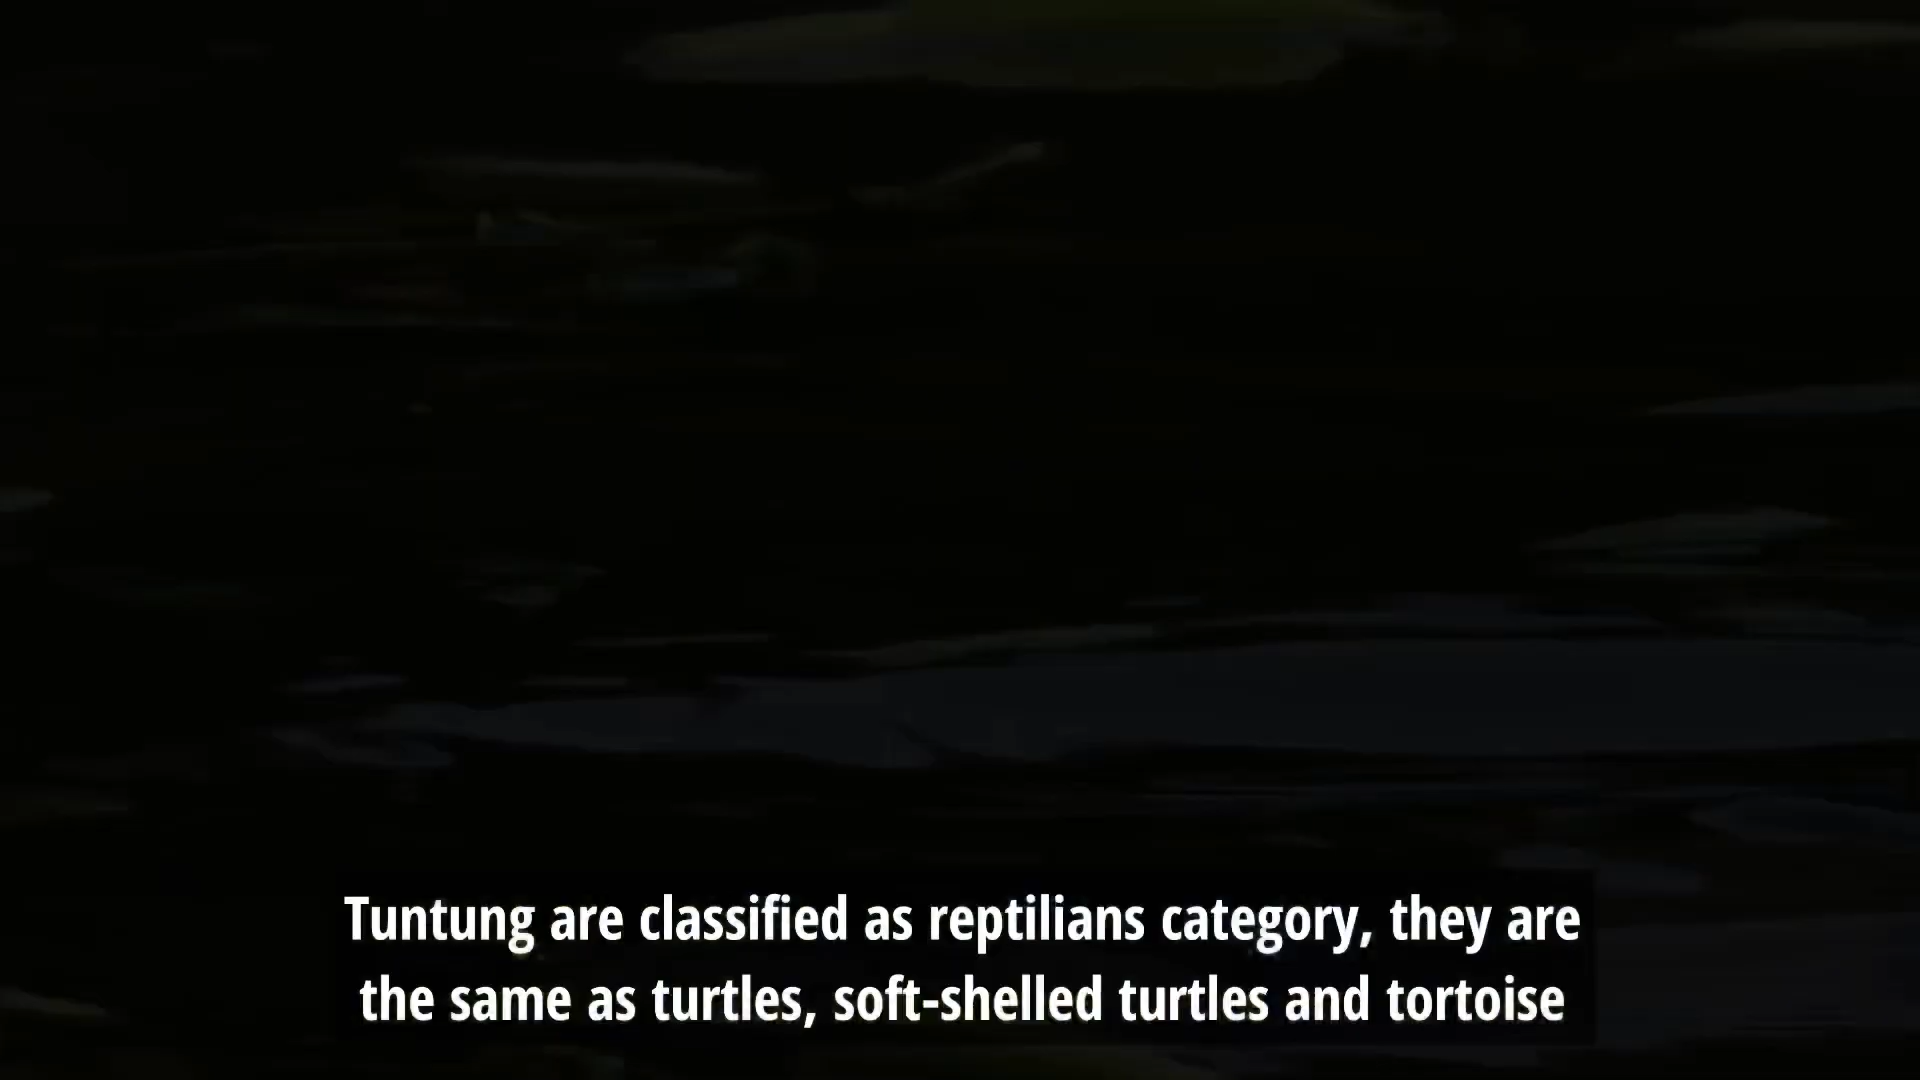 Tuntung are classified as reptilians category, they are
the same as turtles, soft-shelled turtles and tortoise